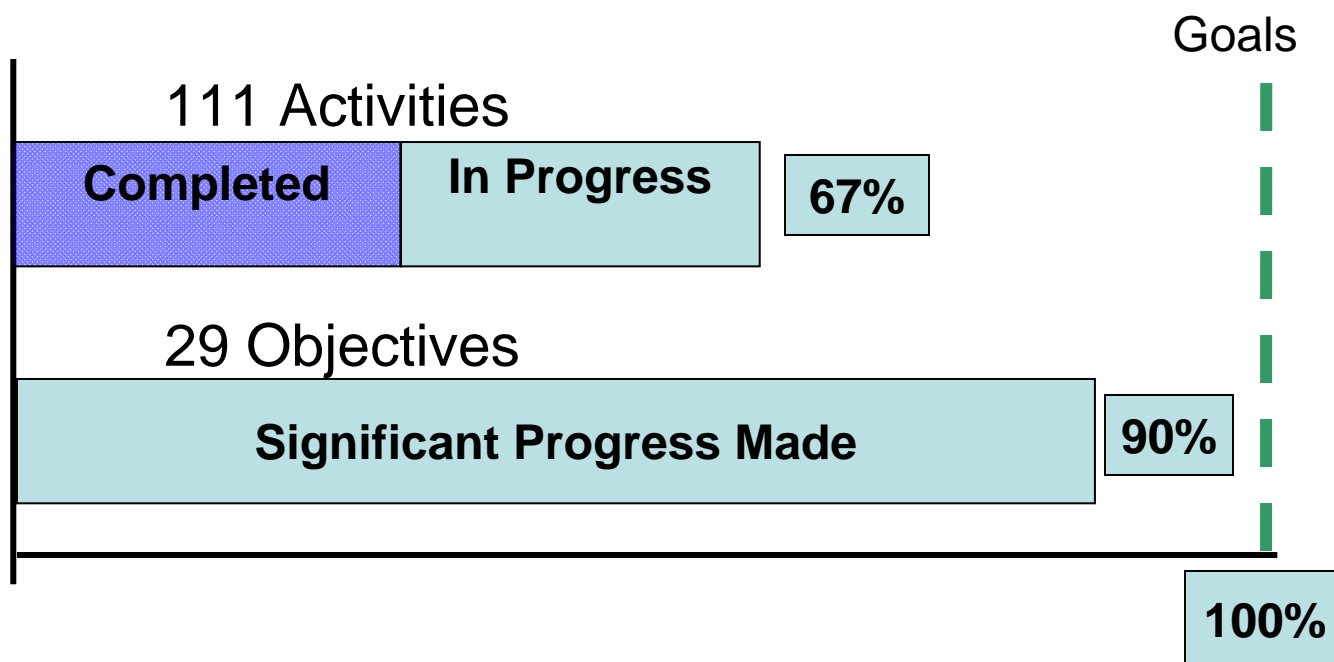 Goals
111 Activities
Completed
In Progress
67%
29 Objectives
Significant Progress Made
90%
100%